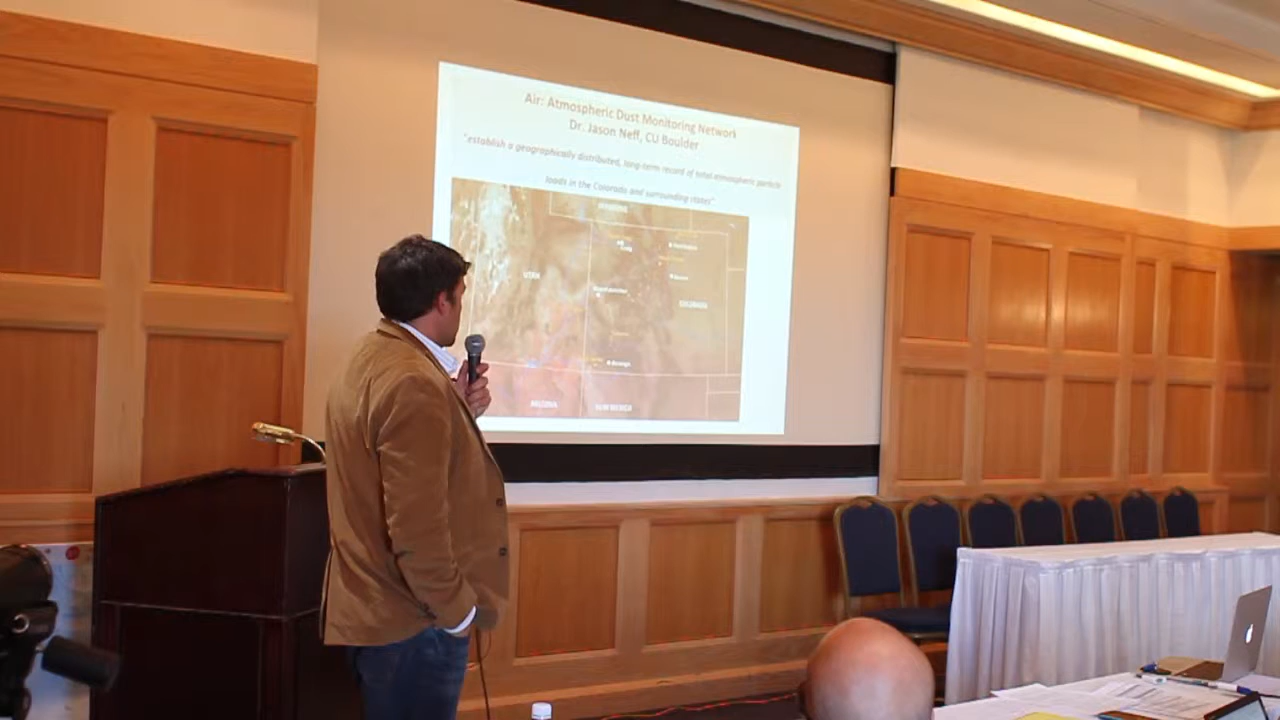 Air: Atmospheric Dust Monitoring Network
Dr. Jason Neff, CU Boulder
"establish a geographically distributed, long-term record of total atmospheric particle
loads in the Colorado and surrounding states"
UTAH
COLORADO
ARIZONA
NEW MEXICO